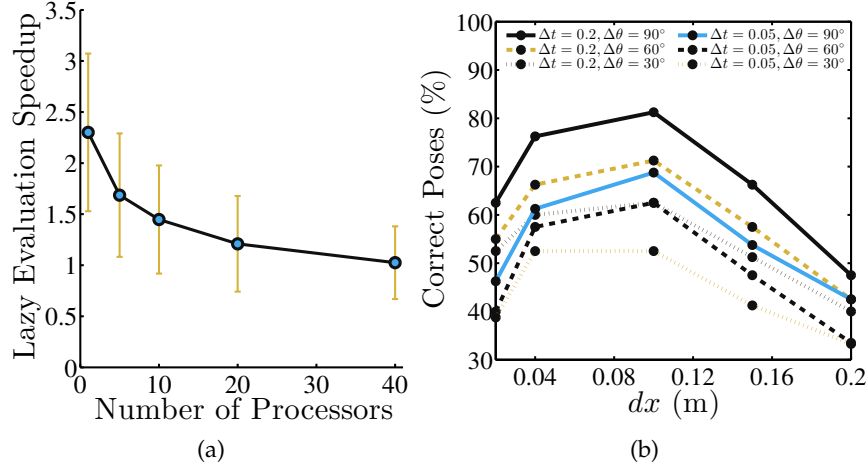 3.5
3
2.5
2
1.5
1
0.5
0
0 10 20 30 40
Lazy Evaluation Speedup
Number of Processors
(a)
100
90
80
70
60
50
40
30
0.04 0.08 0.12 0.16 0.2
Correct Poses (%)
dx (m)
Δt = 0.2, Δθ = 90° Δt = 0.05, Δθ = 90°
Δt = 0.2, Δθ = 60° Δt = 0.05, Δθ = 60°
Δt = 0.2, Δθ = 30° Δt = 0.05, Δθ = 30°
(b)